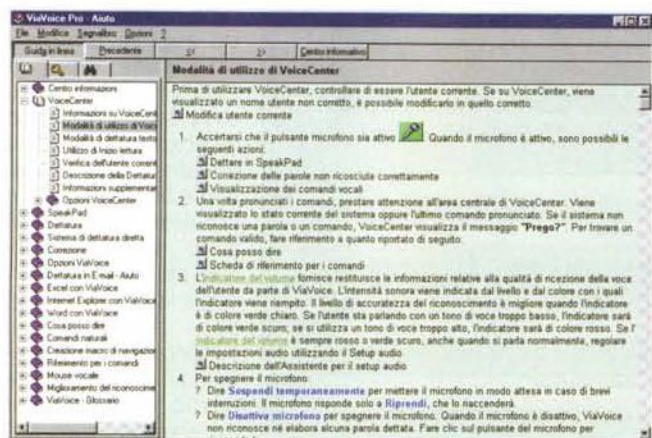 ViaVoice Pro - Aiuto
File Modifica Segnalibro Opzioni ?
Guida in linea Precedente << >> Centro informativo
Modalità di utilizzo di VoiceCenter
Centro informazioni
VoiceCenter
Informazioni su VoiceCent
Modalità di utilizzo di Voice
Modalità di dettatura testo
Utilizzo di Inizio lettura
Verifica dell'utente corrent
Descrizione della Dettatur
Informazioni supplementar
Opzioni VoiceCenter
SpeakPad
Dettatura
Sistema di dettatura diretta
Correzione
Opzioni ViaVoice
Dettatura in E-mail - Aiuto
Excel con ViaVoice
Internet Explorer con ViaVoice
Word con ViaVoice
Cosa posso dire
Comandi naturali
Creazione macro di navigazion
Riferimento per i comandi
Mouse vocale
Miglioramento del riconoscime
ViaVoice - Glossario
Prima di utilizzare VoiceCenter, controllare di essere l'utente corrente. Se su VoiceCenter, viene
visualizzato un nome utente non corretto, è possibile modificarlo in quello corretto.
Modifica utente corrente
1. Accertarsi che il pulsante microfono sia attivo Quando il microfono è attivo, sono possibili le
seguenti azioni:
Dettare in SpeakPad
Correzione delle parole non ricosciute correttamente
Visualizzazione dei comandi vocali
2. Una volta pronunciati i comandi, prestare attenzione all'area centrale di VoiceCenter. Viene
visualizzato lo stato corrente del sistema oppure l'ultimo comando pronunciato. Se il sistema non
riconosce una parola o un comando, VoiceCenter visualizza il messaggio "Prego?". Per trovare un
comando valido, fare riferimento a quanto riportato di seguito:
Cosa posso dire
Scheda di riferimento per i comandi
3. L'indicatore del volume fornisce restituisce le informazioni relative alla qualità di ricezione della voce
dell'utente da parte di ViaVoice. L'intensità sonora viene indicata dal livello e dal colore con i quali
l'indicatore viene riempito. Il livello di accuratezza del riconoscimento è migliore quando l'indicatore
è di colore verde chiaro. Se l'utente sta parlando con un tono di voce troppo basso, l'indicatore sarà
di colore verde scuro; se si utilizza un tono di voce troppo alto, l'indicatore sarà di colore rosso. Se l'
indicatore del volume è sempre rosso o verde scuro, anche quando si parla normalmente, regolare
le impostazioni audio utilizzando il Setup audio.
Descrizione dell'Assistente per il setup audio
4. Per spegnere il microfono.
? Dire Sospendi temporaneamente per mettere il microfono in modo attesa in caso di brevi
interruzioni. Il microfono risponde solo a Riprendi, che lo riaccenderà.
? Dire Disattiva microfono per spegnere il microfono. Quando il microfono è disattivo, ViaVoice
non riconosce né elabora alcuna parola dettata. Fare clic sul pulsante del microfono per